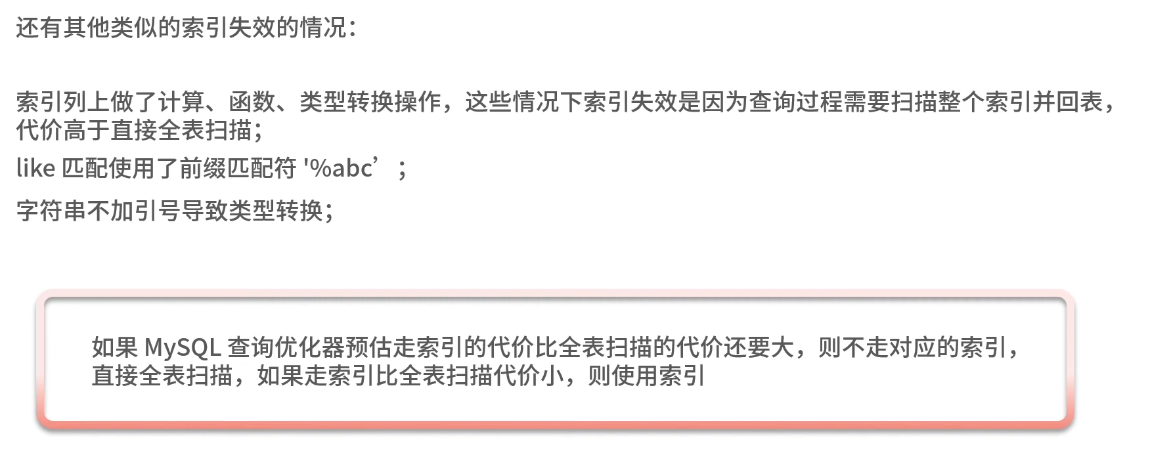 还有其他类似的索引失效的情况：
索引列上做了计算、函数、类型转换操作，这些情况下索引失效是因为查询过程需要扫描整个索引并回表，
代价高于直接全表扫描；
like 匹配使用了前缀匹配符 '%abc’ ；
字符串不加引号导致类型转换；
如果 MySQL 查询优化器预估走索引的代价比全表扫描的代价还要大，则不走对应的索引，
直接全表扫描，如果走索引比全表扫描代价小，则使用索引